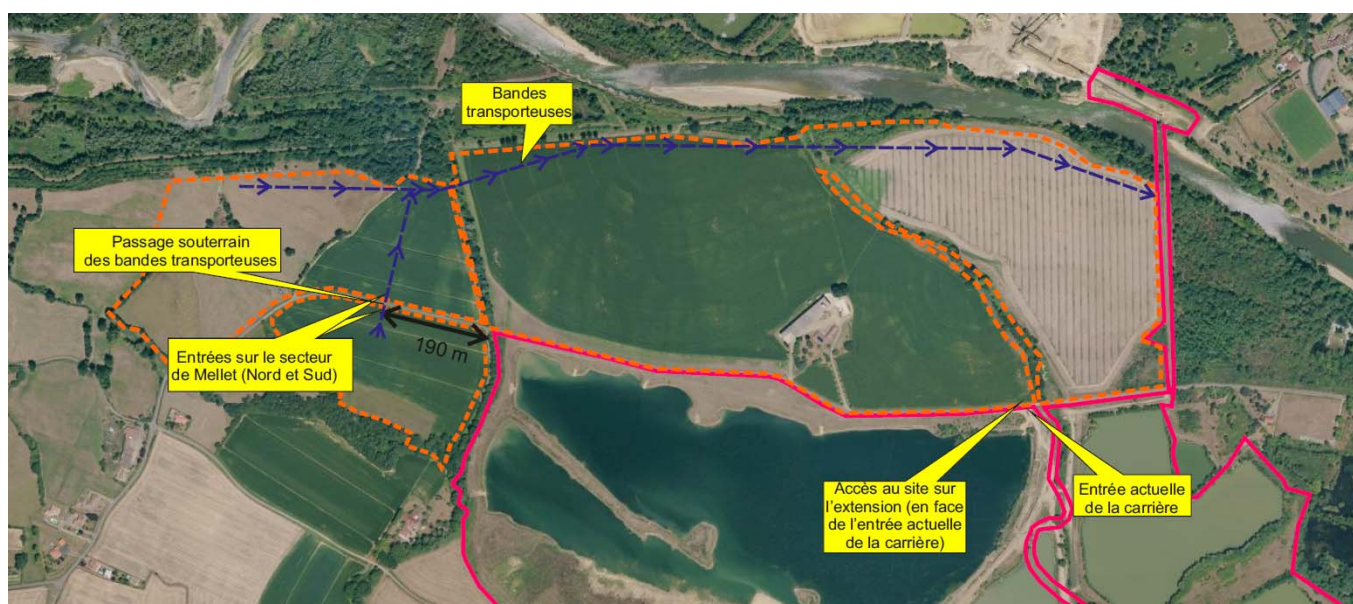 Bandes
transporteuses
Passage souterrain
des bandes transporteuses
Entrées sur le secteur
de Mellet (Nord et Sud)
190 m
Accès au site sur
l'extension (en face
de l'entrée actuelle
de la carrière)
Entrée actuelle
de la carrière